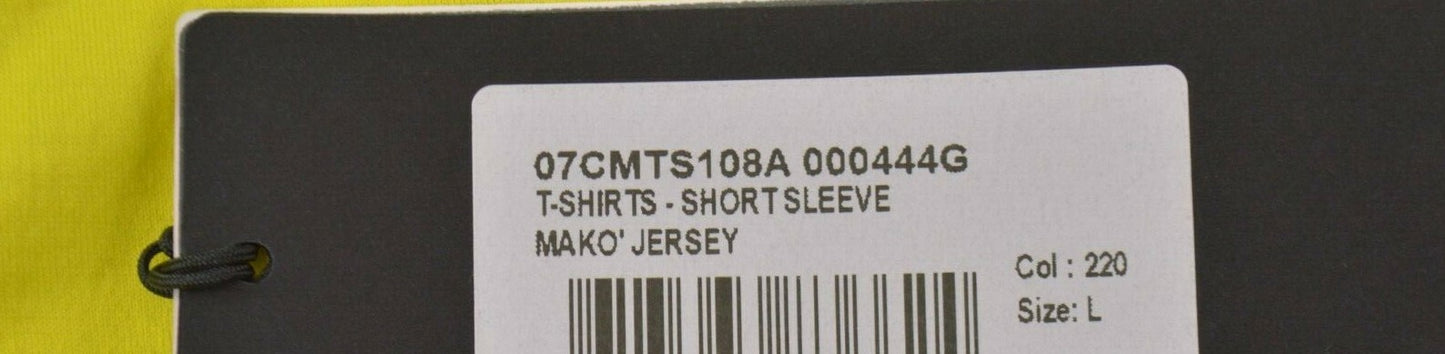 07CMTS108A 000444G
T-SHIRTS - SHORT SLEEVE
MAKO' JERSEY
Col : 220
Size: L